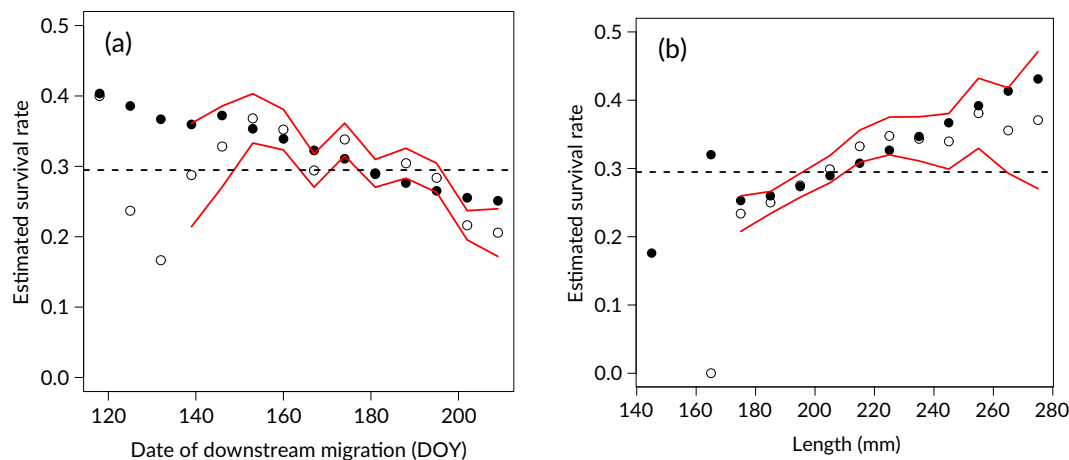 (a)
Estimated survival rate
0.5
0.4
0.3
0.2
0.1
0.0
120 140 160 180 200
Date of downstream migration (DOY)
(b)
Estimated survival rate
0.5
0.4
0.3
0.2
0.1
0.0
140 160 180 200 220 240 260 280
Length (mm)